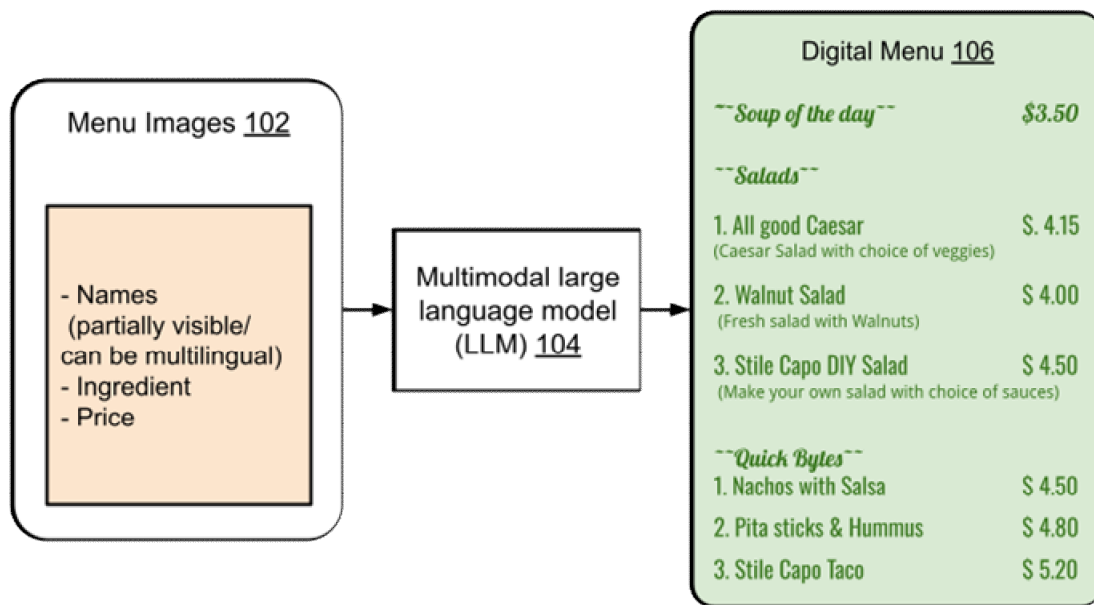 Menu Images 102
- Names
(partially visible/
can be multilingual)
- Ingredient
- Price
Multimodal large
language model
(LLM) 104
Digital Menu 106
~~Soup of the day~~ $3.50
~~Salads~~
1. All good Caesar $. 4.15
(Caesar Salad with choice of veggies)
2. Walnut Salad $ 4.00
(Fresh salad with Walnuts)
3. Stile Capo DIY Salad $ 4.50
(Make your own salad with choice of sauces)
~~Quick Bytes~~
1. Nachos with Salsa $ 4.50
2. Pita sticks & Hummus $ 4.80
3. Stile Capo Taco $ 5.20